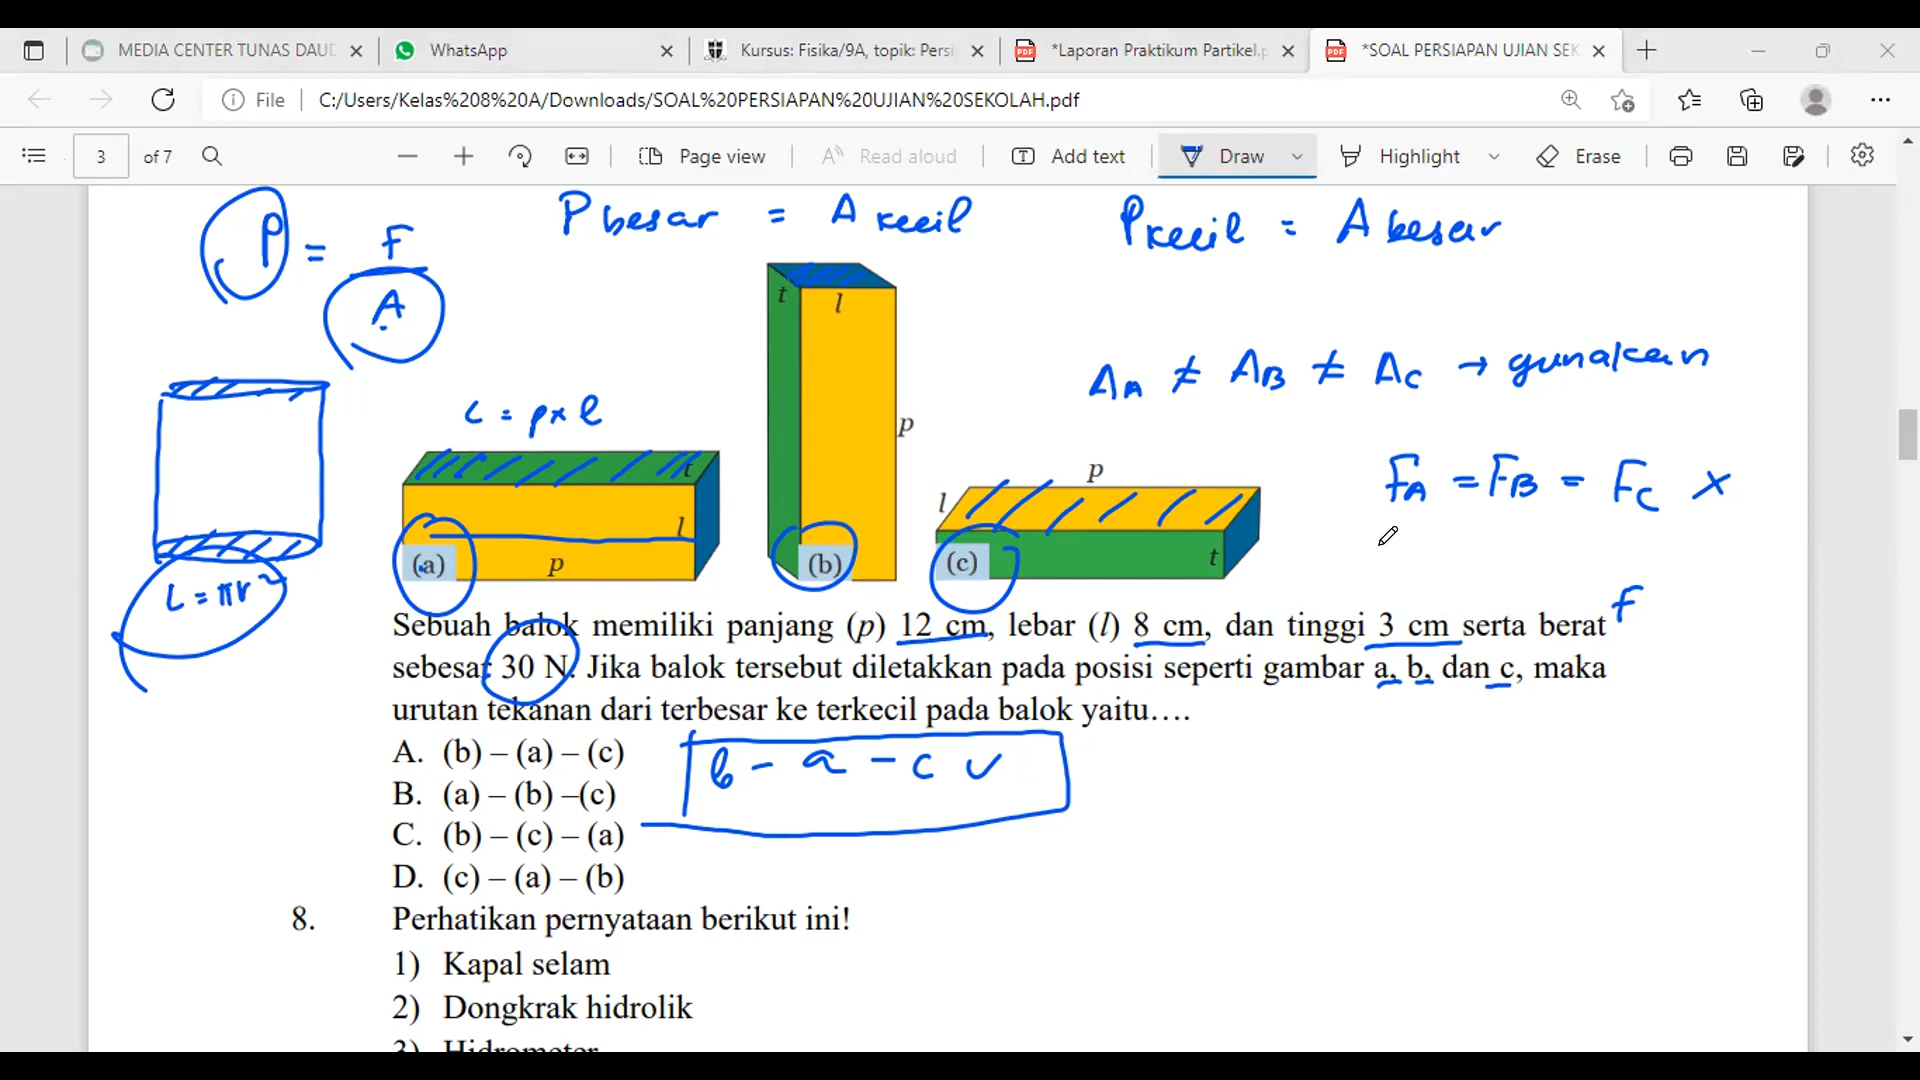 MEDIA CENTER TUNAS DAUD
WhatsApp
Kursus: Fisika/9A, topik: Persi
*Laporan Praktikum Partikel.p
*SOAL PERSIAPAN UJIAN SEK
File
C:/Users/Kelas%208%20A/Downloads/SOAL%20PERSIAPAN%20UJIAN%20SEKOLAH.pdf
3 of 7
Page view
Read aloud
Add text
Draw
Highlight
Erase
P = F / A
P besar = A kecil
P kecil = A besar
t
l
p
A_A ≠ A_B ≠ A_C → gunakan
F_A = F_B = F_C ×
L = p × l
t
l
(a)
p
(b)
p
l
(c)
t
L = πr²
F
Sebuah balok memiliki panjang (p) 12 cm, lebar (l) 8 cm, dan tinggi 3 cm serta berat
sebesar 30 N. Jika balok tersebut diletakkan pada posisi seperti gambar a, b, dan c, maka
urutan tekanan dari terbesar ke terkecil pada balok yaitu….
A. (b) – (a) – (c)
B. (a) – (b) –(c)
C. (b) – (c) – (a)
D. (c) – (a) – (b)
b - a - c ✓
8. Perhatikan pernyataan berikut ini!
1) Kapal selam
2) Dongkrak hidrolik
3) Hidrometer